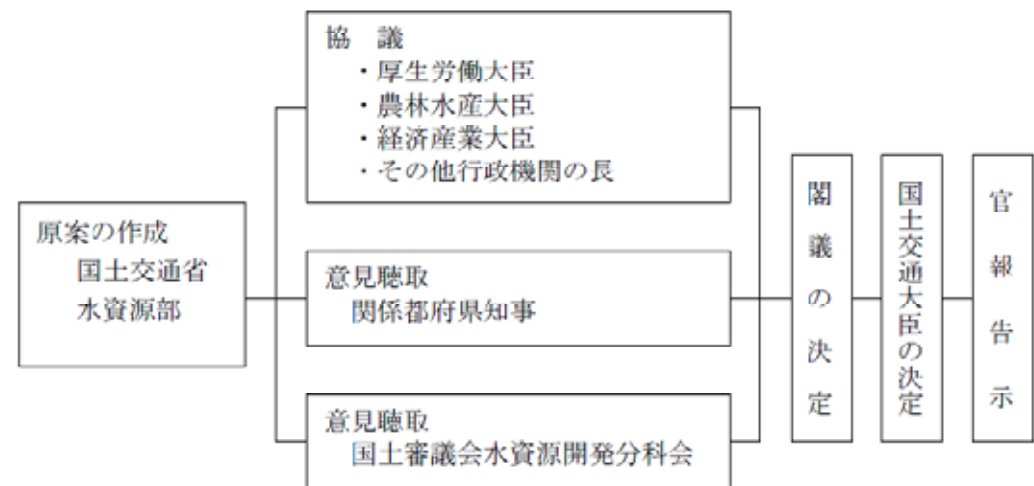 原案の作成
国土交通省
水資源部
協　議
・厚生労働大臣
・農林水産大臣
・経済産業大臣
・その他行政機関の長
意見聴取
関係都府県知事
意見聴取
国土審議会水資源開発分科会
閣議の決定
国土交通大臣の決定
官報告示